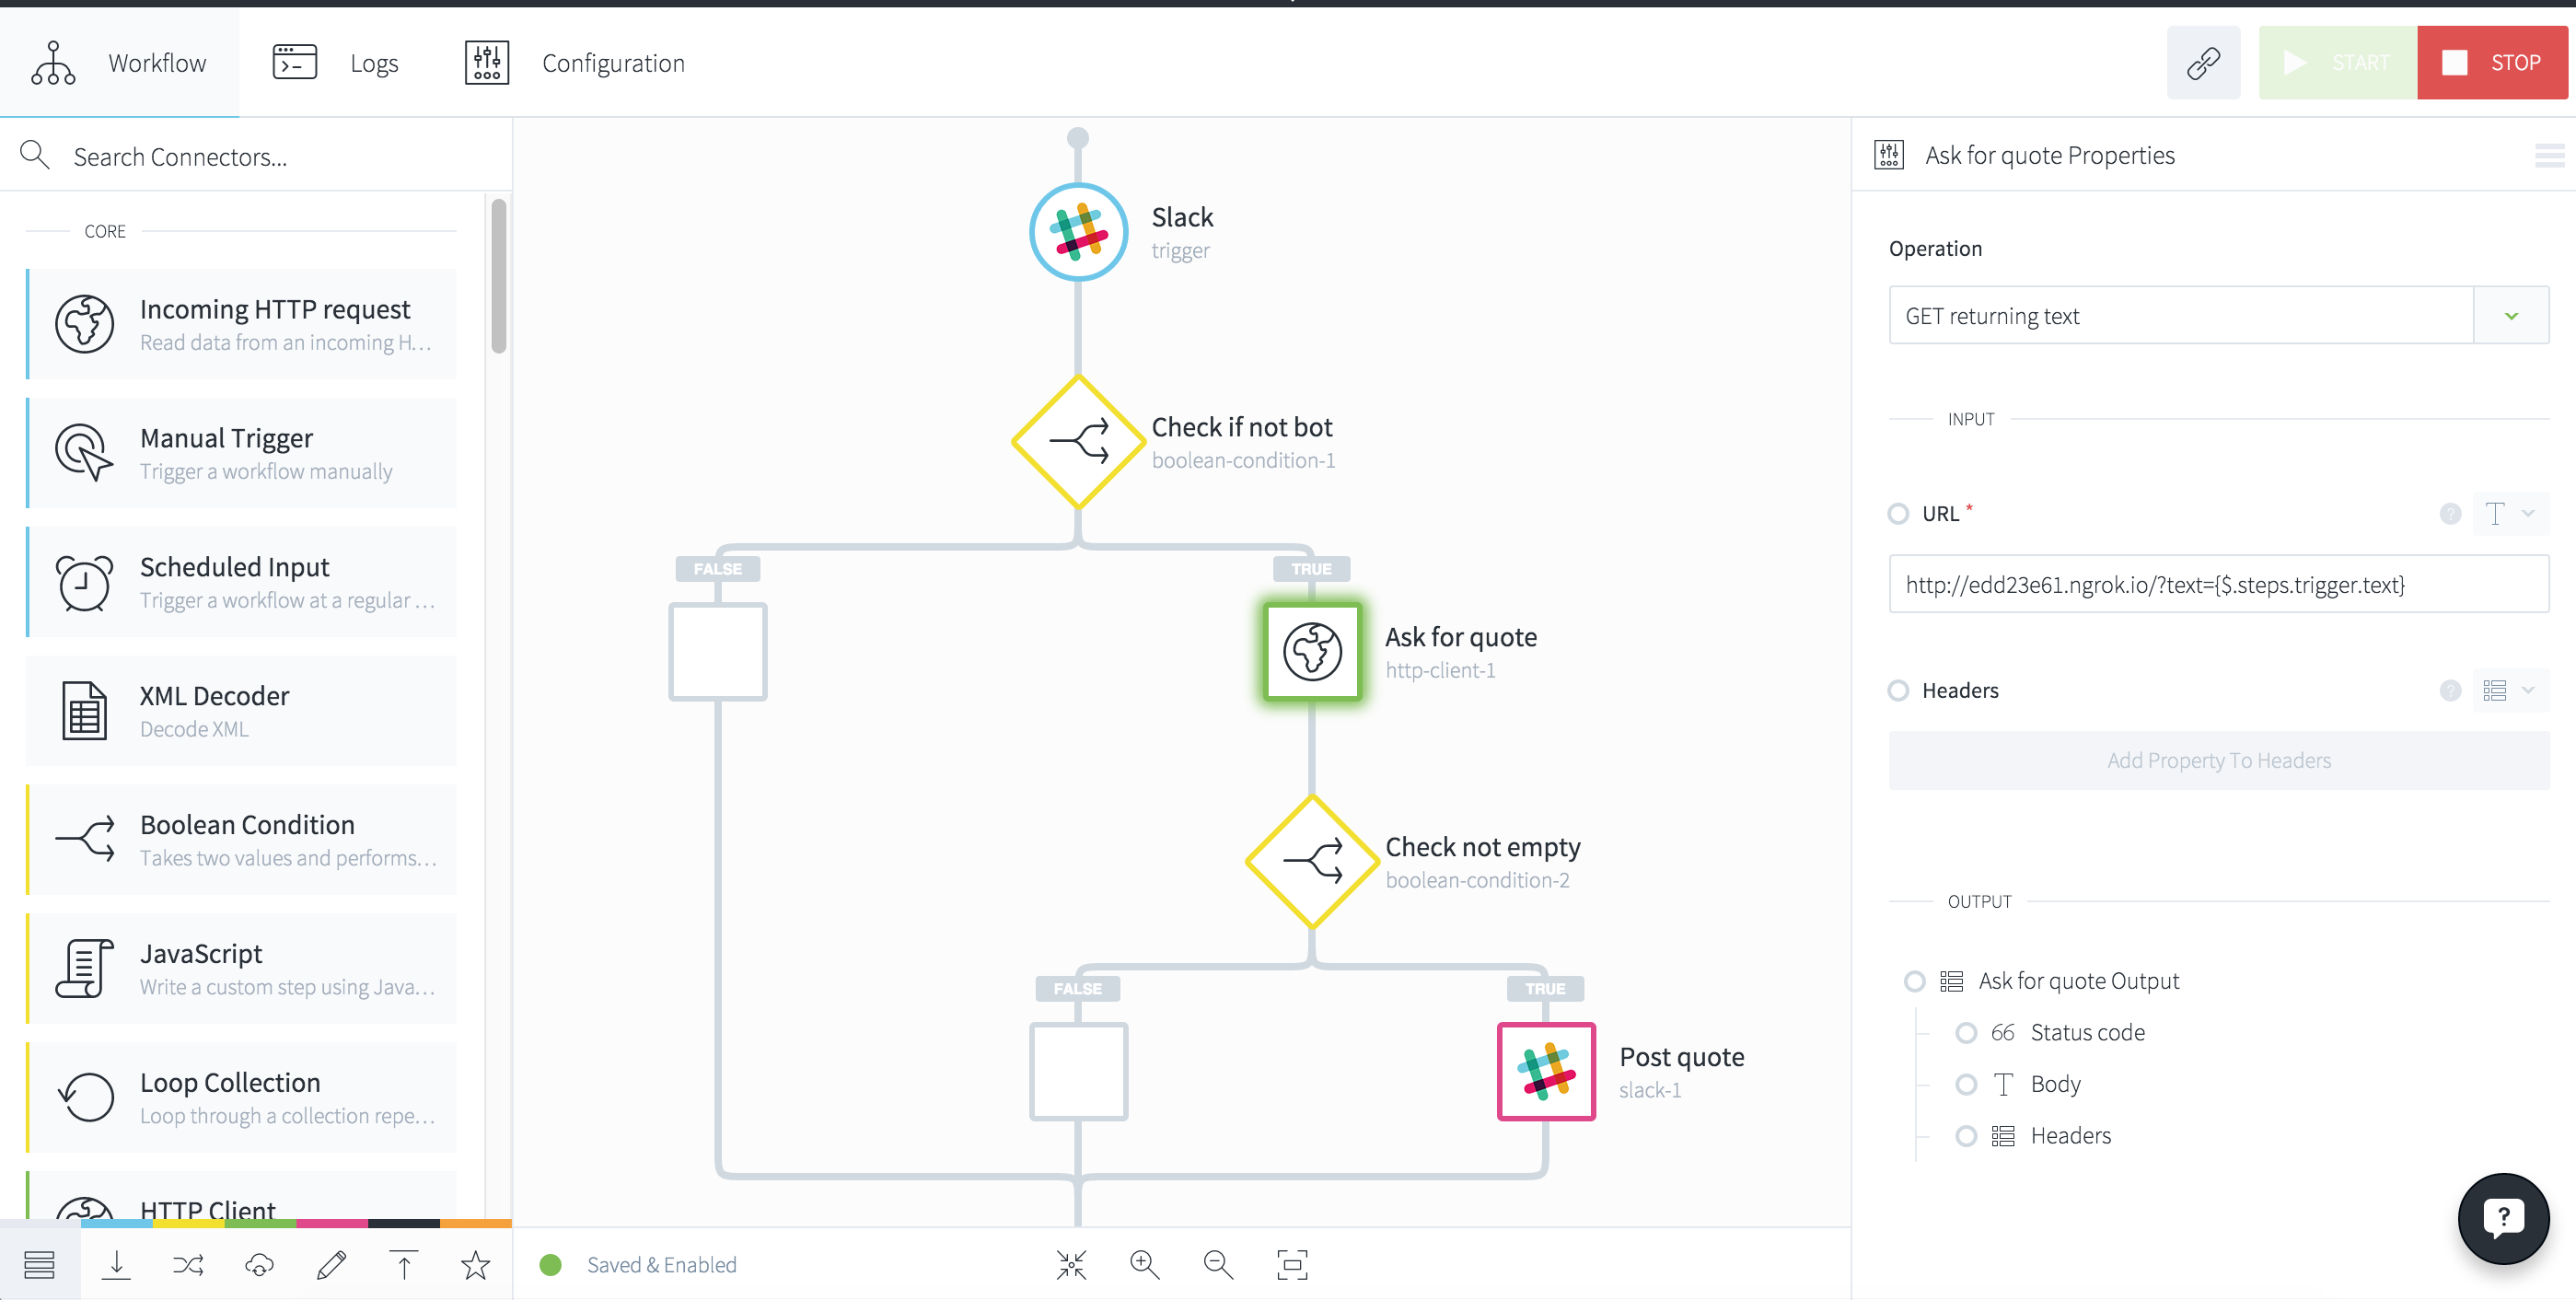 Workflow
Logs
Configuration
START
STOP
Search Connectors...
CORE
Incoming HTTP request
Read data from an incoming H...
Manual Trigger
Trigger a workflow manually
Scheduled Input
Trigger a workflow at a regular ...
XML Decoder
Decode XML
Boolean Condition
Takes two values and performs...
JavaScript
Write a custom step using Java...
Loop Collection
Loop through a collection repe...
HTTP Client
Slack
trigger
Check if not bot
boolean-condition-1
FALSE
TRUE
Ask for quote
http-client-1
Check not empty
boolean-condition-2
FALSE
TRUE
Post quote
slack-1
Saved & Enabled
Ask for quote Properties
Operation
GET returning text
INPUT
URL *
http://edd23e61.ngrok.io/?text={$.steps.trigger.text}
Headers
Add Property To Headers
OUTPUT
Ask for quote Output
66 Status code
T Body
Headers